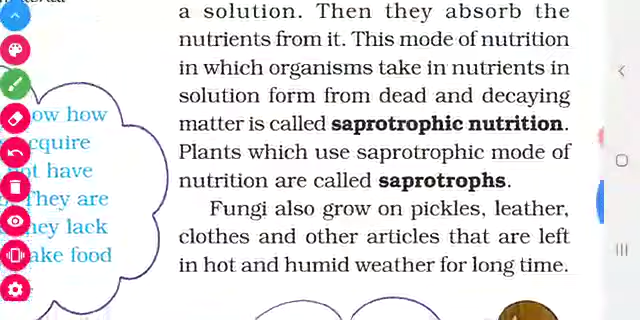 a solution. Then they absorb the
nutrients from it. This mode of nutrition
in which organisms take in nutrients in
solution form from dead and decaying
matter is called saprotrophic nutrition.
Plants which use saprotrophic mode of
nutrition are called saprotrophs.
Fungi also grow on pickles, leather,
clothes and other articles that are left
in hot and humid weather for long time.
how
have
They are
lack
food